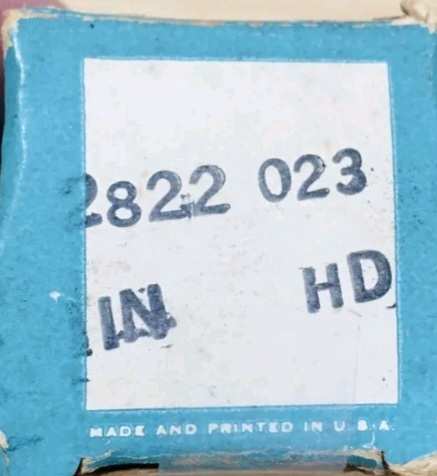 2822 023
IN HD
MADE AND PRINTED IN U.S.A.